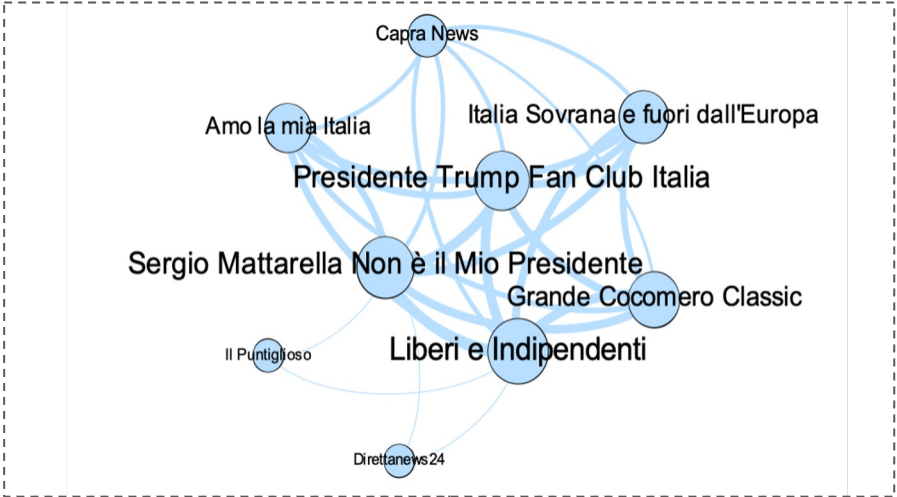 Capra News
Italia Sovrana e fuori dall'Europa
Amo la mia Italia
Presidente Trump Fan Club Italia
Sergio Mattarella Non è il Mio Presidente
Grande Cocomero Classic
Liberi e Indipendenti
Il Puntiglioso
Direttanews24